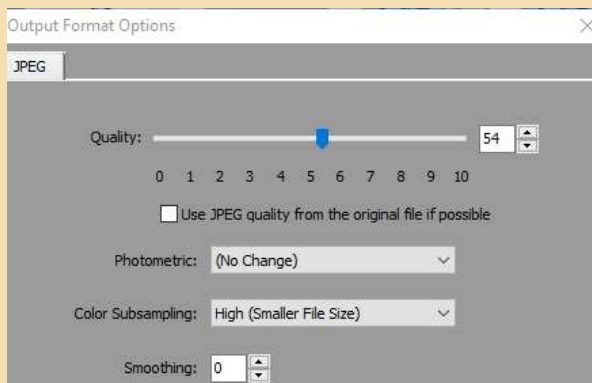 Output Format Options
JPEG
Quality: 54
0 1 2 3 4 5 6 7 8 9 10
Use JPEG quality from the original file if possible
Photometric: (No Change)
Color Subsampling: High (Smaller File Size)
Smoothing: 0